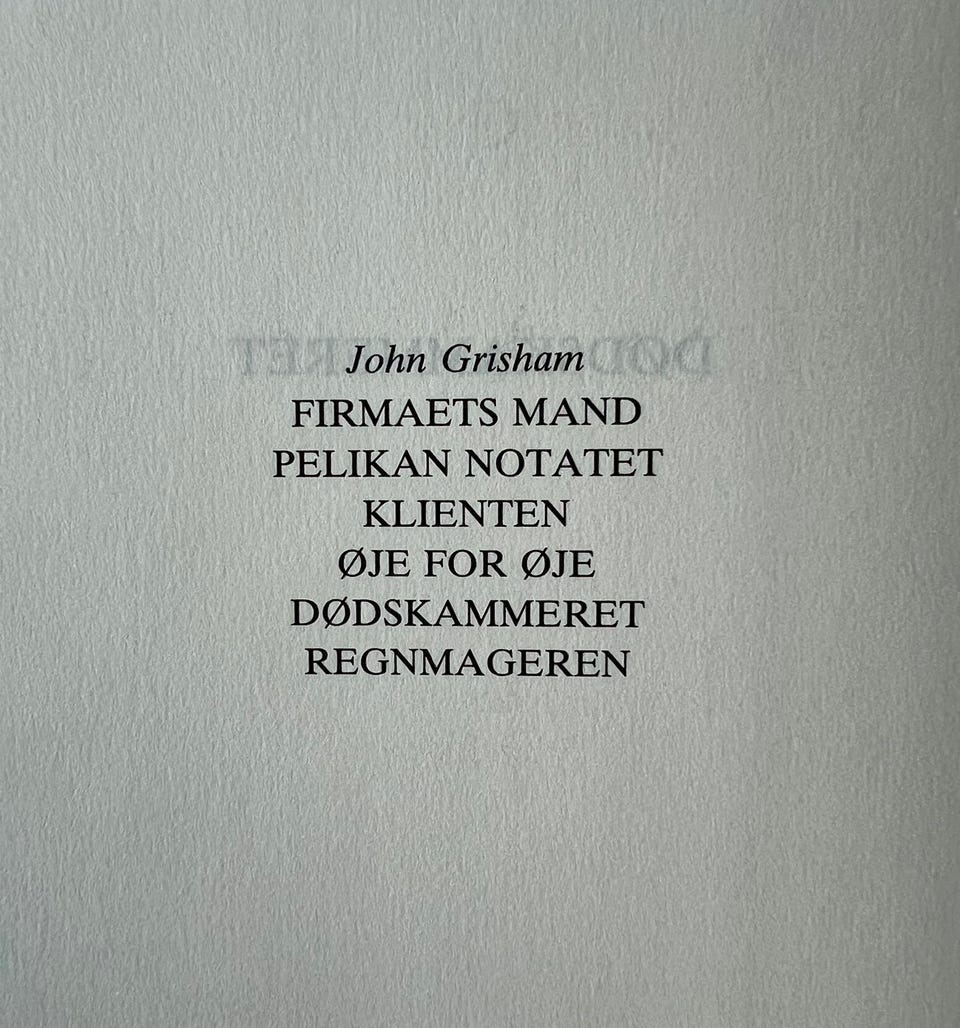 John Grisham
FIRMAETS MAND
PELIKAN NOTATET
KLIENTEN
ØJE FOR ØJE
DØDSKAMMERET
REGNMAGEREN